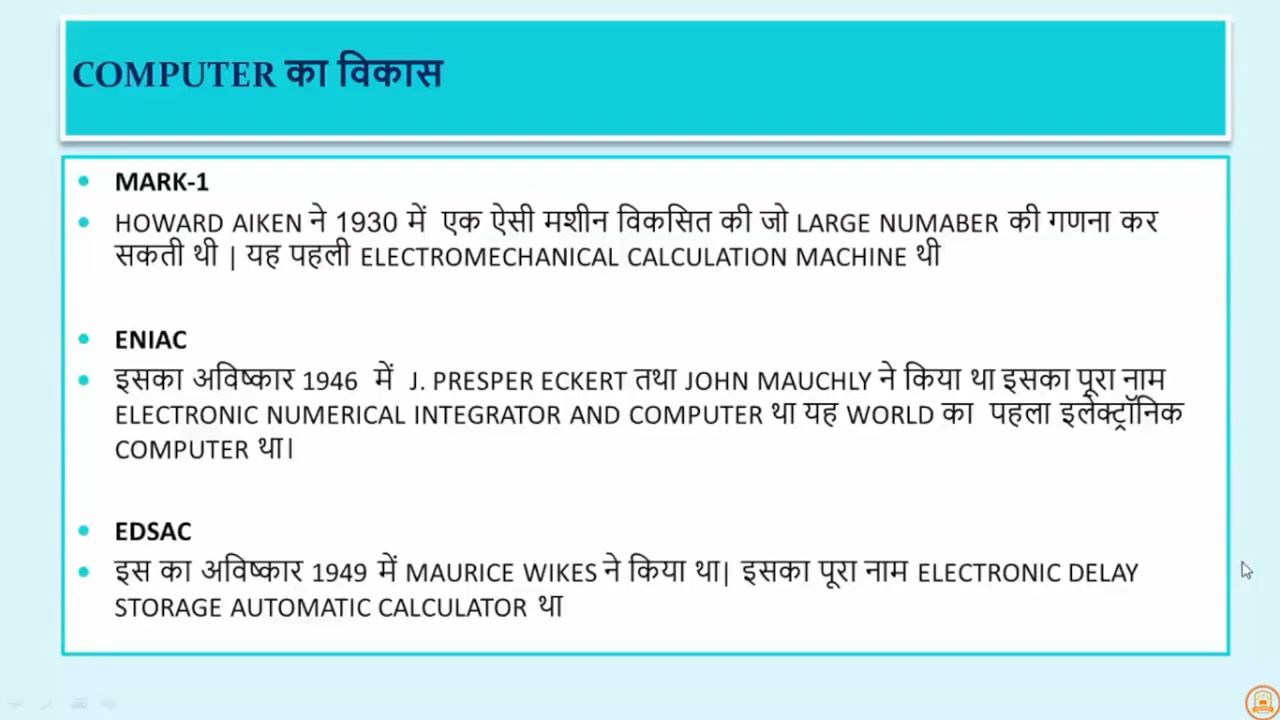 COMPUTER का विकास
MARK-1
HOWARD AIKEN ने 1930 में एक ऐसी मशीन विकसित की जो LARGE NUMABER की गणना कर
सकती थी | यह पहली ELECTROMECHANICAL CALCULATION MACHINE थी
ENIAC
इसका अविष्कार 1946 में J. PRESPER ECKERT तथा JOHN MAUCHLY ने किया था इसका पूरा नाम
ELECTRONIC NUMERICAL INTEGRATOR AND COMPUTER था यह WORLD का पहला इलेक्ट्रॉनिक
COMPUTER था।
EDSAC
इस का अविष्कार 1949 में MAURICE WIKES ने किया था| इसका पूरा नाम ELECTRONIC DELAY
STORAGE AUTOMATIC CALCULATOR था